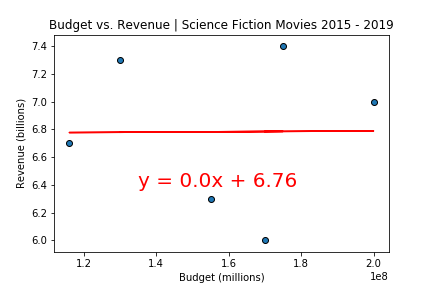 Budget vs. Revenue | Science Fiction Movies 2015 - 2019
Revenue (billions)
7.4
7.2
7.0
6.8
6.6
6.4
6.2
6.0
y = 0.0x + 6.76
1.2
1.4
1.6
1.8
2.0
1e8
Budget (millions)